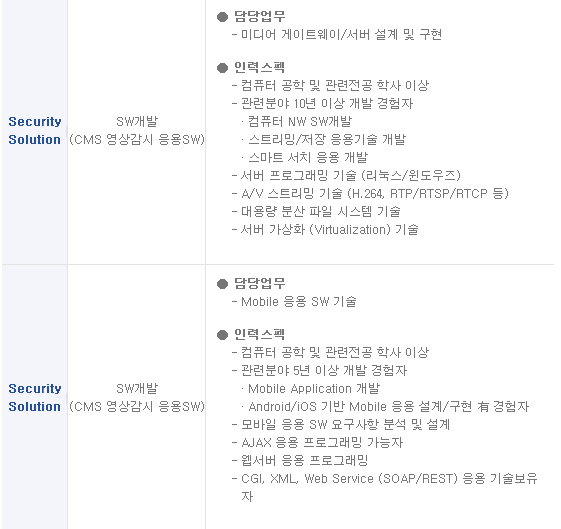 ● 담당업무
- 미디어 게이트웨이/서버 설계 및 구현
● 인력스펙
- 컴퓨터 공학 및 관련전공 학사 이상
- 관련분야 10년 이상 개발 경험자
· 컴퓨터 NW SW개발
· 스트리밍/저장 응용기술 개발
· 스마트 서치 응용 개발
- 서버 프로그래밍 기술 (리눅스/윈도우즈)
- A/V 스트리밍 기술 (H.264, RTP/RTSP/RTCP 등)
- 대용량 분산 파일 시스템 기술
- 서버 가상화 (Virtualization) 기술
Security
Solution
SW개발
(CMS 영상감시 응용SW)
● 담당업무
- Mobile 응용 SW 기술
● 인력스펙
- 컴퓨터 공학 및 관련전공 학사 이상
- 관련분야 5년 이상 개발 경험자
· Mobile Application 개발
· Android/iOS 기반 Mobile 응용 설계/구현 有 경험자
- 모바일 응용 SW 요구사항 분석 및 설계
- AJAX 응용 프로그래밍 가능자
- 웹서버 응용 프로그래밍
- CGI, XML, Web Service (SOAP/REST) 응용 기술보유
자
Security
Solution
SW개발
(CMS 영상감시 응용SW)